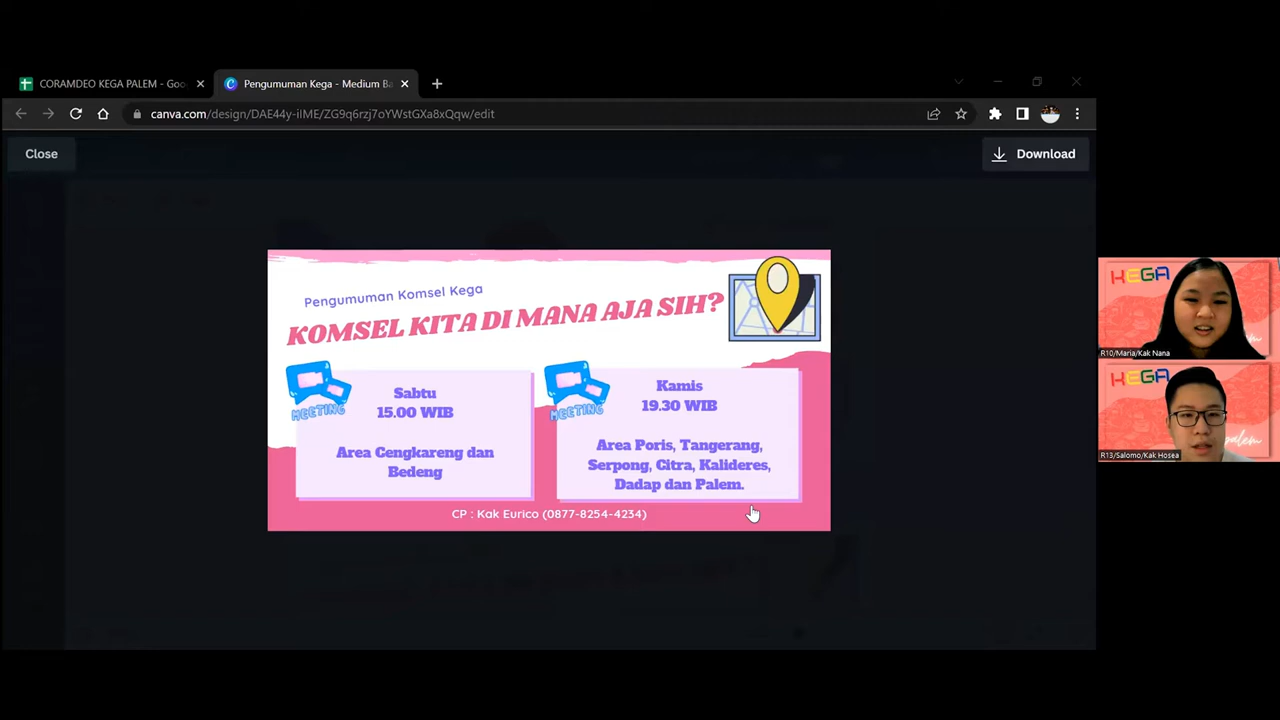 CORAMDEO KEGA PALEM - Goo
Pengumuman Kega - Medium Ba
canva.com/design/DAE44y-iIME/ZG9q6rzj7oYWstGXa8xQqw/edit
Close
Download
Pengumuman Komsel Kega
KOMSEL KITA DI MANA AJA SIH?
MEETING
Sabtu
15.00 WIB
Area Cengkareng dan
Bedeng
MEETING
Kamis
19.30 WIB
Area Poris, Tangerang,
Serpong, Citra, Kalideres,
Dadap dan Palem.
CP : Kak Eurico (0877-8254-4234)
KEGA
R10/Maria/Kak Nana
KEGA
R13/Salomo/Kak Hosea